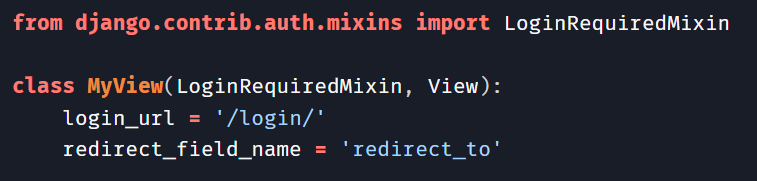 from django.contrib.auth.mixins import LoginRequiredMixin
class MyView(LoginRequiredMixin, View):
    login_url = '/login/'
    redirect_field_name = 'redirect_to'